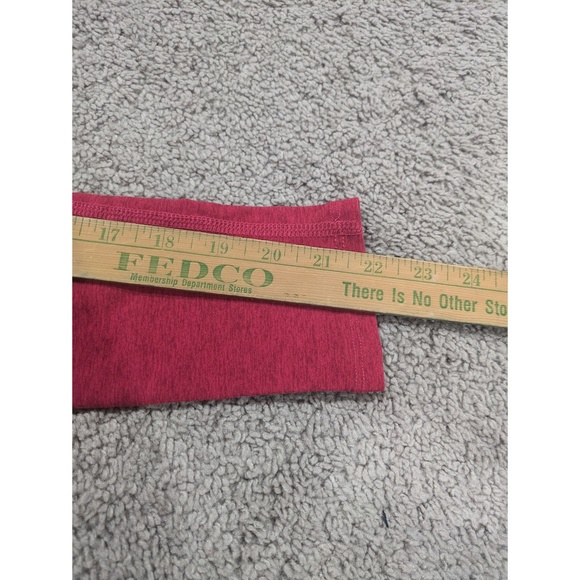 17 18 19 20 21 22 23 24
FEDCO
Membership Department Stores
There Is No Other Sto